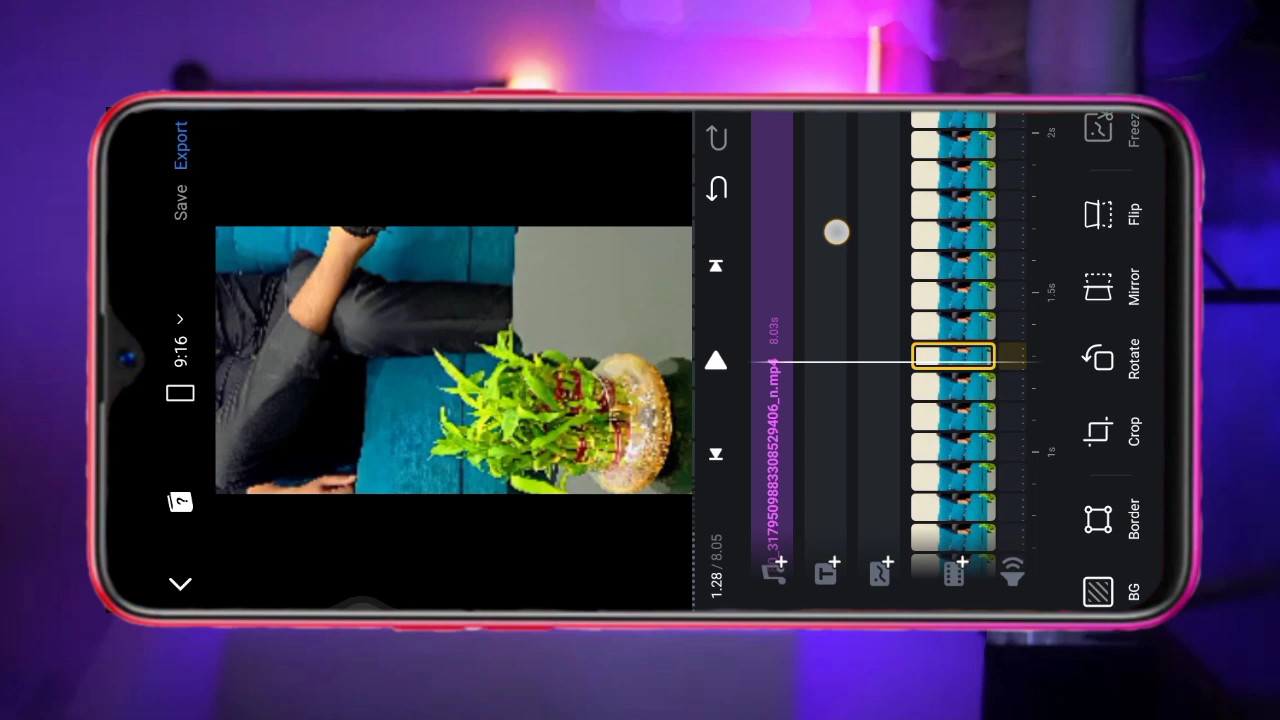 Save Export
9:16
1.28 / 8.05
_3179509883308529406_n.mp4 8.03s
1s
1.5s
2s
BG
Border
Crop
Rotate
Mirror
Flip
Freez